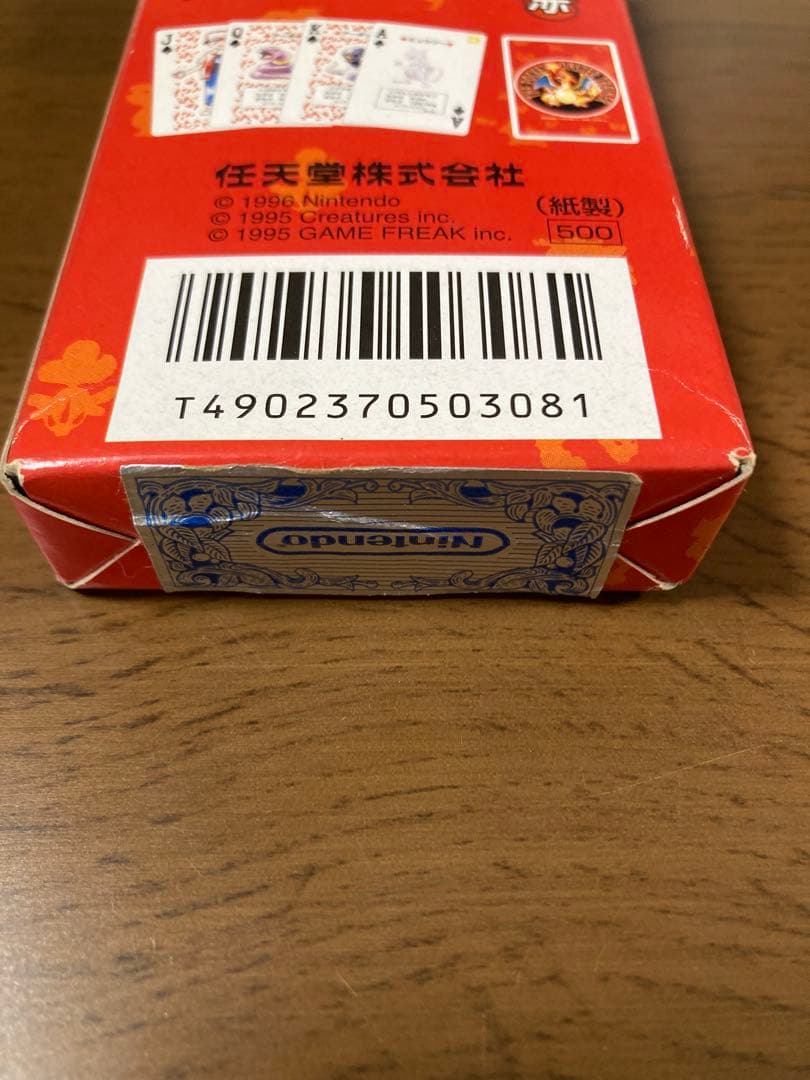 J
Q
K
A
任天堂株式会社
© 1996 Nintendo
© 1995 Creatures inc.
© 1995 GAME FREAK inc.
(紙製)
500
T4902370503081
Nintendo